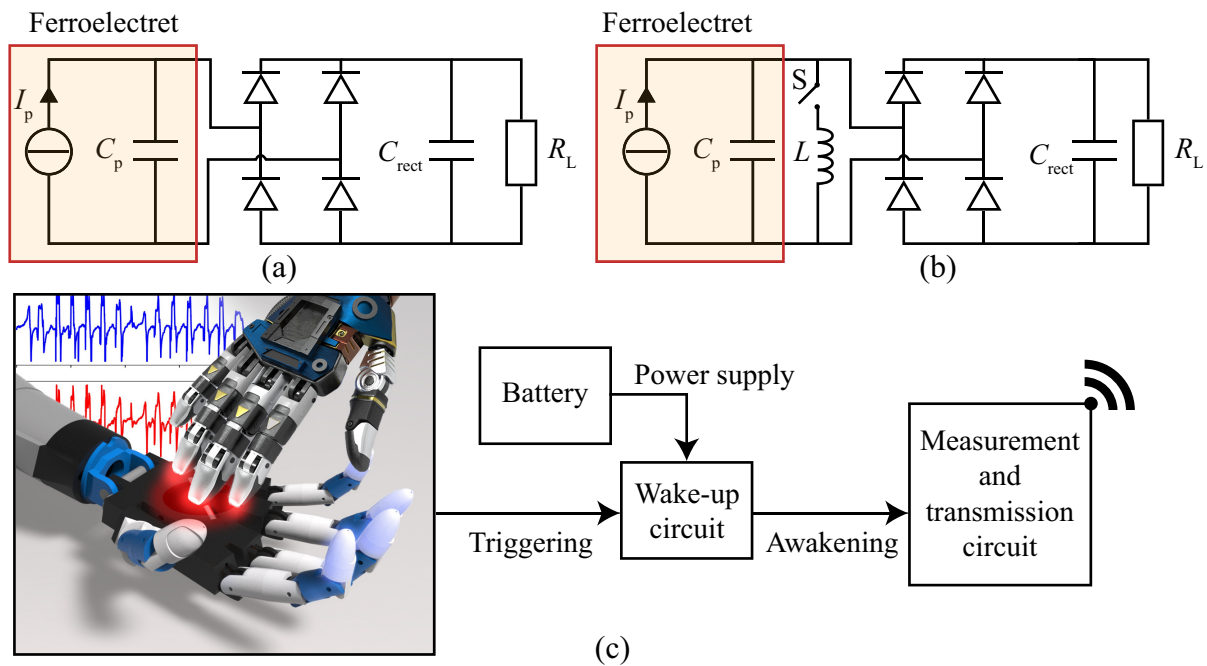 Ferroelectret
I_p
C_p
C_rect
R_L
(a)
Ferroelectret
I_p
C_p
S
L
C_rect
R_L
(b)
Battery
Power supply
Triggering
Wake-up
circuit
Awakening
Measurement
and
transmission
circuit
(c)